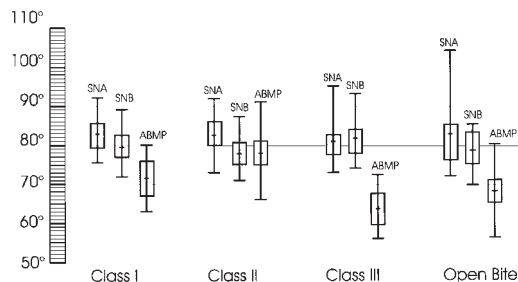 110°
100°
90°
80°
70°
60°
50°
SNA
SNB
ABMP
SNA
SNB
ABMP
SNA
SNB
ABMP
SNA
SNB
ABMP
Class I
Class II
Class III
Open Bite